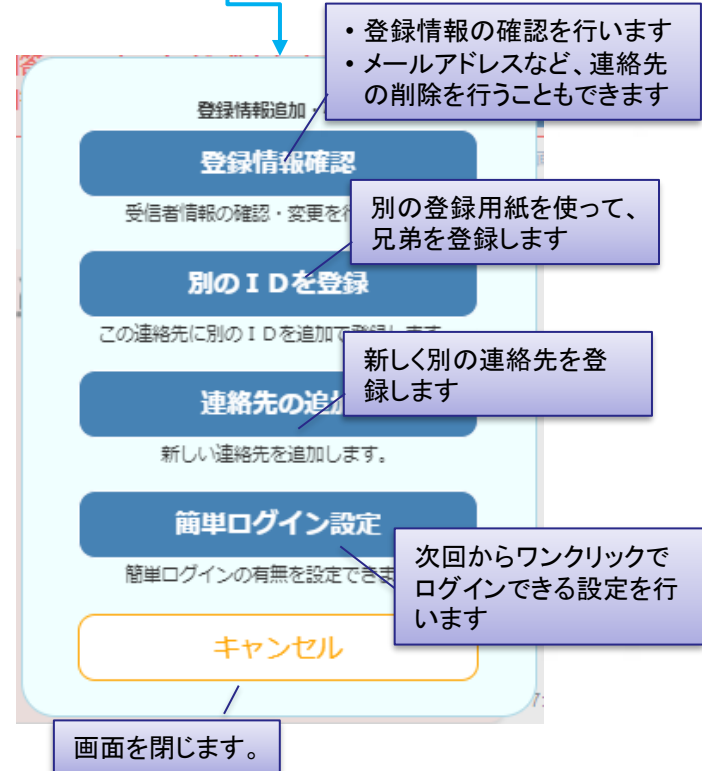 ・登録情報の確認を行います
・メールアドレスなど、連絡先
の削除を行うこともできます
登録情報追加・
登録情報確認
受信者情報の確認・変更を
別の登録用紙を使って、
兄弟を登録します
別のＩＤを登録
この連絡先に別のＩＤを追加で登録します
新しく別の連絡先を登
録します
連絡先の追加
新しい連絡先を追加します。
簡単ログイン設定
簡単ログインの有無を設定できま
次回からワンクリックで
ログインできる設定を行
います
キャンセル
画面を閉じます。